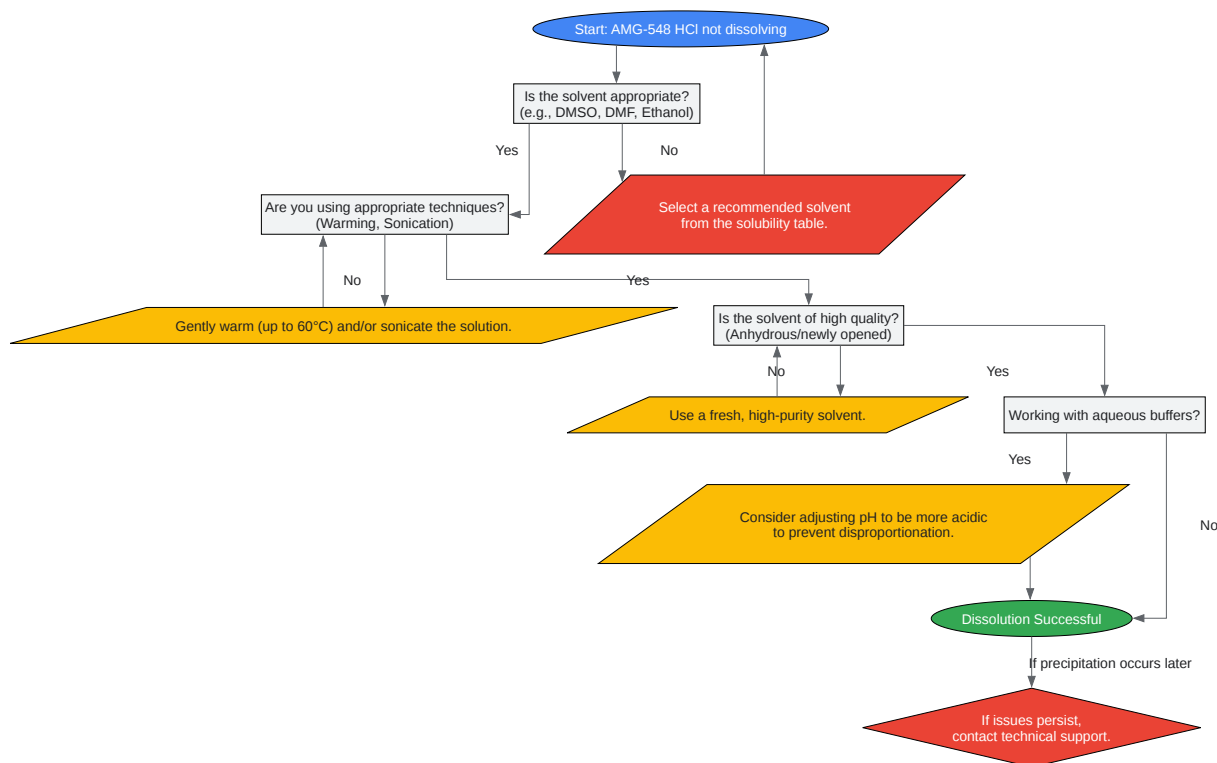 Start: AMG-548 HCl not dissolving
Is the solvent appropriate?
(e.g., DMSO, DMF, Ethanol)
Yes
No
Are you using appropriate techniques?
(Warming, Sonication)
Select a recommended solvent
from the solubility table.
No
Yes
Gently warm (up to 60°C) and/or sonicate the solution.
Is the solvent of high quality?
(Anhydrous/newly opened)
No
Yes
Use a fresh, high-purity solvent.
Working with aqueous buffers?
Yes
Consider adjusting pH to be more acidic
to prevent disproportionation.
No
Dissolution Successful
If precipitation occurs later
If issues persist,
contact technical support.